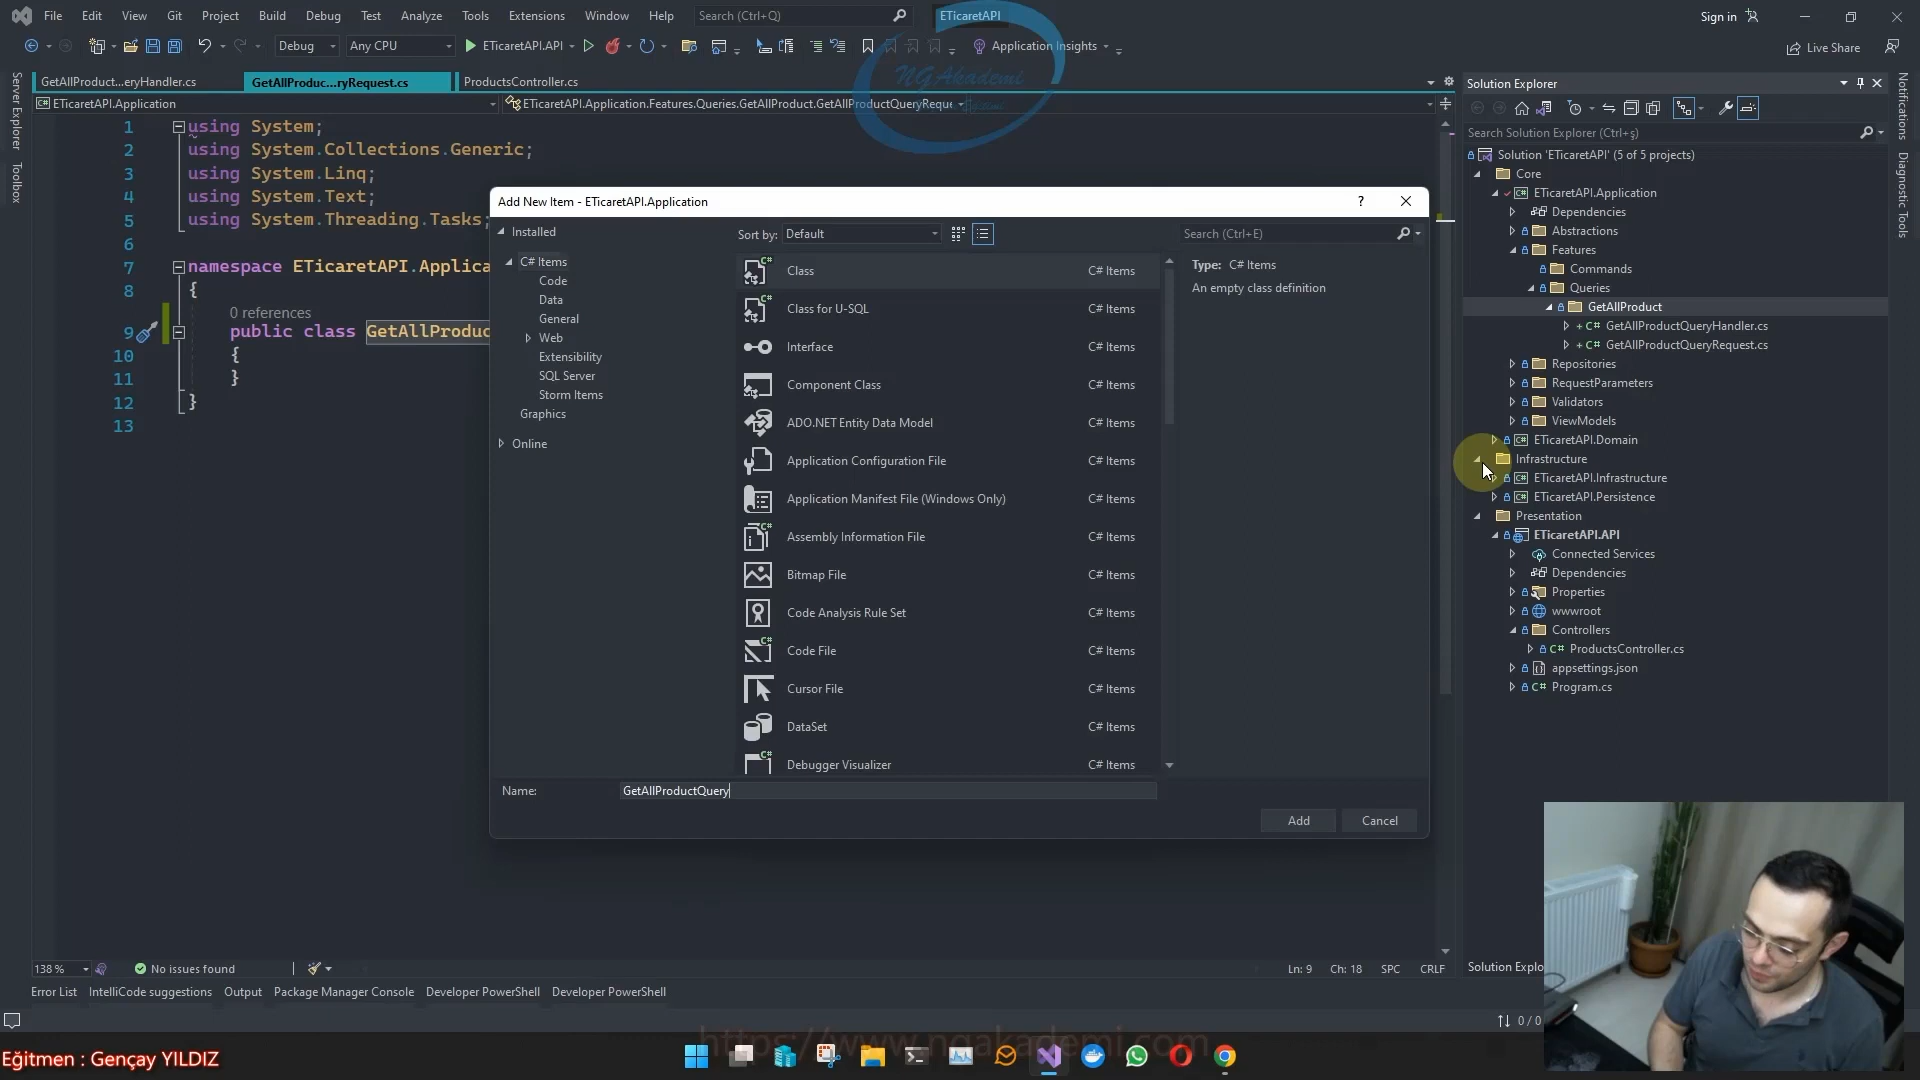 File Edit View Git Project Build Debug Test Analyze Tools Extensions Window Help Search (Ctrl+Q) ETicaretAPI Sign in
Debug Any CPU ETicaretAPI.API Application Insights Live Share
GetAllProduct...eryHandler.cs GetAllProduc...ryRequest.cs ProductsController.cs
ETicaretAPI.Application ETicaretAPI.Application.Features.Queries.GetAllProduct.GetAllProductQueryReque
NGAkademi
Server Explorer
Toolbox
1 using System;
2 using System.Collections.Generic;
3 using System.Linq;
4 using System.Text;
5 using System.Threading.Tasks;
6
7 namespace ETicaretAPI.Applica
8 {
0 references
9 public class GetAllProduc
10 {
11 }
12 }
13
Add New Item - ETicaretAPI.Application ?
Installed
C# Items
Code
Data
General
Web
Extensibility
SQL Server
Storm Items
Graphics
Online
Sort by: Default
Search (Ctrl+E)
Class C# Items
Class for U-SQL C# Items
Interface C# Items
Component Class C# Items
ADO.NET Entity Data Model C# Items
Application Configuration File C# Items
Application Manifest File (Windows Only) C# Items
Assembly Information File C# Items
Bitmap File C# Items
Code Analysis Rule Set C# Items
Code File C# Items
Cursor File C# Items
DataSet C# Items
Debugger Visualizer C# Items
Type: C# Items
An empty class definition
Name: GetAllProductQuery
Add Cancel
Solution Explorer
Search Solution Explorer (Ctrl+ş)
Solution 'ETicaretAPI' (5 of 5 projects)
Core
ETicaretAPI.Application
Dependencies
Abstractions
Features
Commands
Queries
GetAllProduct
GetAllProductQueryHandler.cs
GetAllProductQueryRequest.cs
Repositories
RequestParameters
Validators
ViewModels
ETicaretAPI.Domain
Infrastructure
ETicaretAPI.Infrastructure
ETicaretAPI.Persistence
Presentation
ETicaretAPI.API
Connected Services
Dependencies
Properties
wwwroot
Controllers
ProductsController.cs
appsettings.json
Program.cs
Solution Explo
Notifications
Diagnostic Tools
138 % No issues found Ln: 9 Ch: 18 SPC CRLF
Error List IntelliCode suggestions Output Package Manager Console Developer PowerShell Developer PowerShell
0 / 0
https://www.ngakademi.com
Eğitmen : Gençay YILDIZ